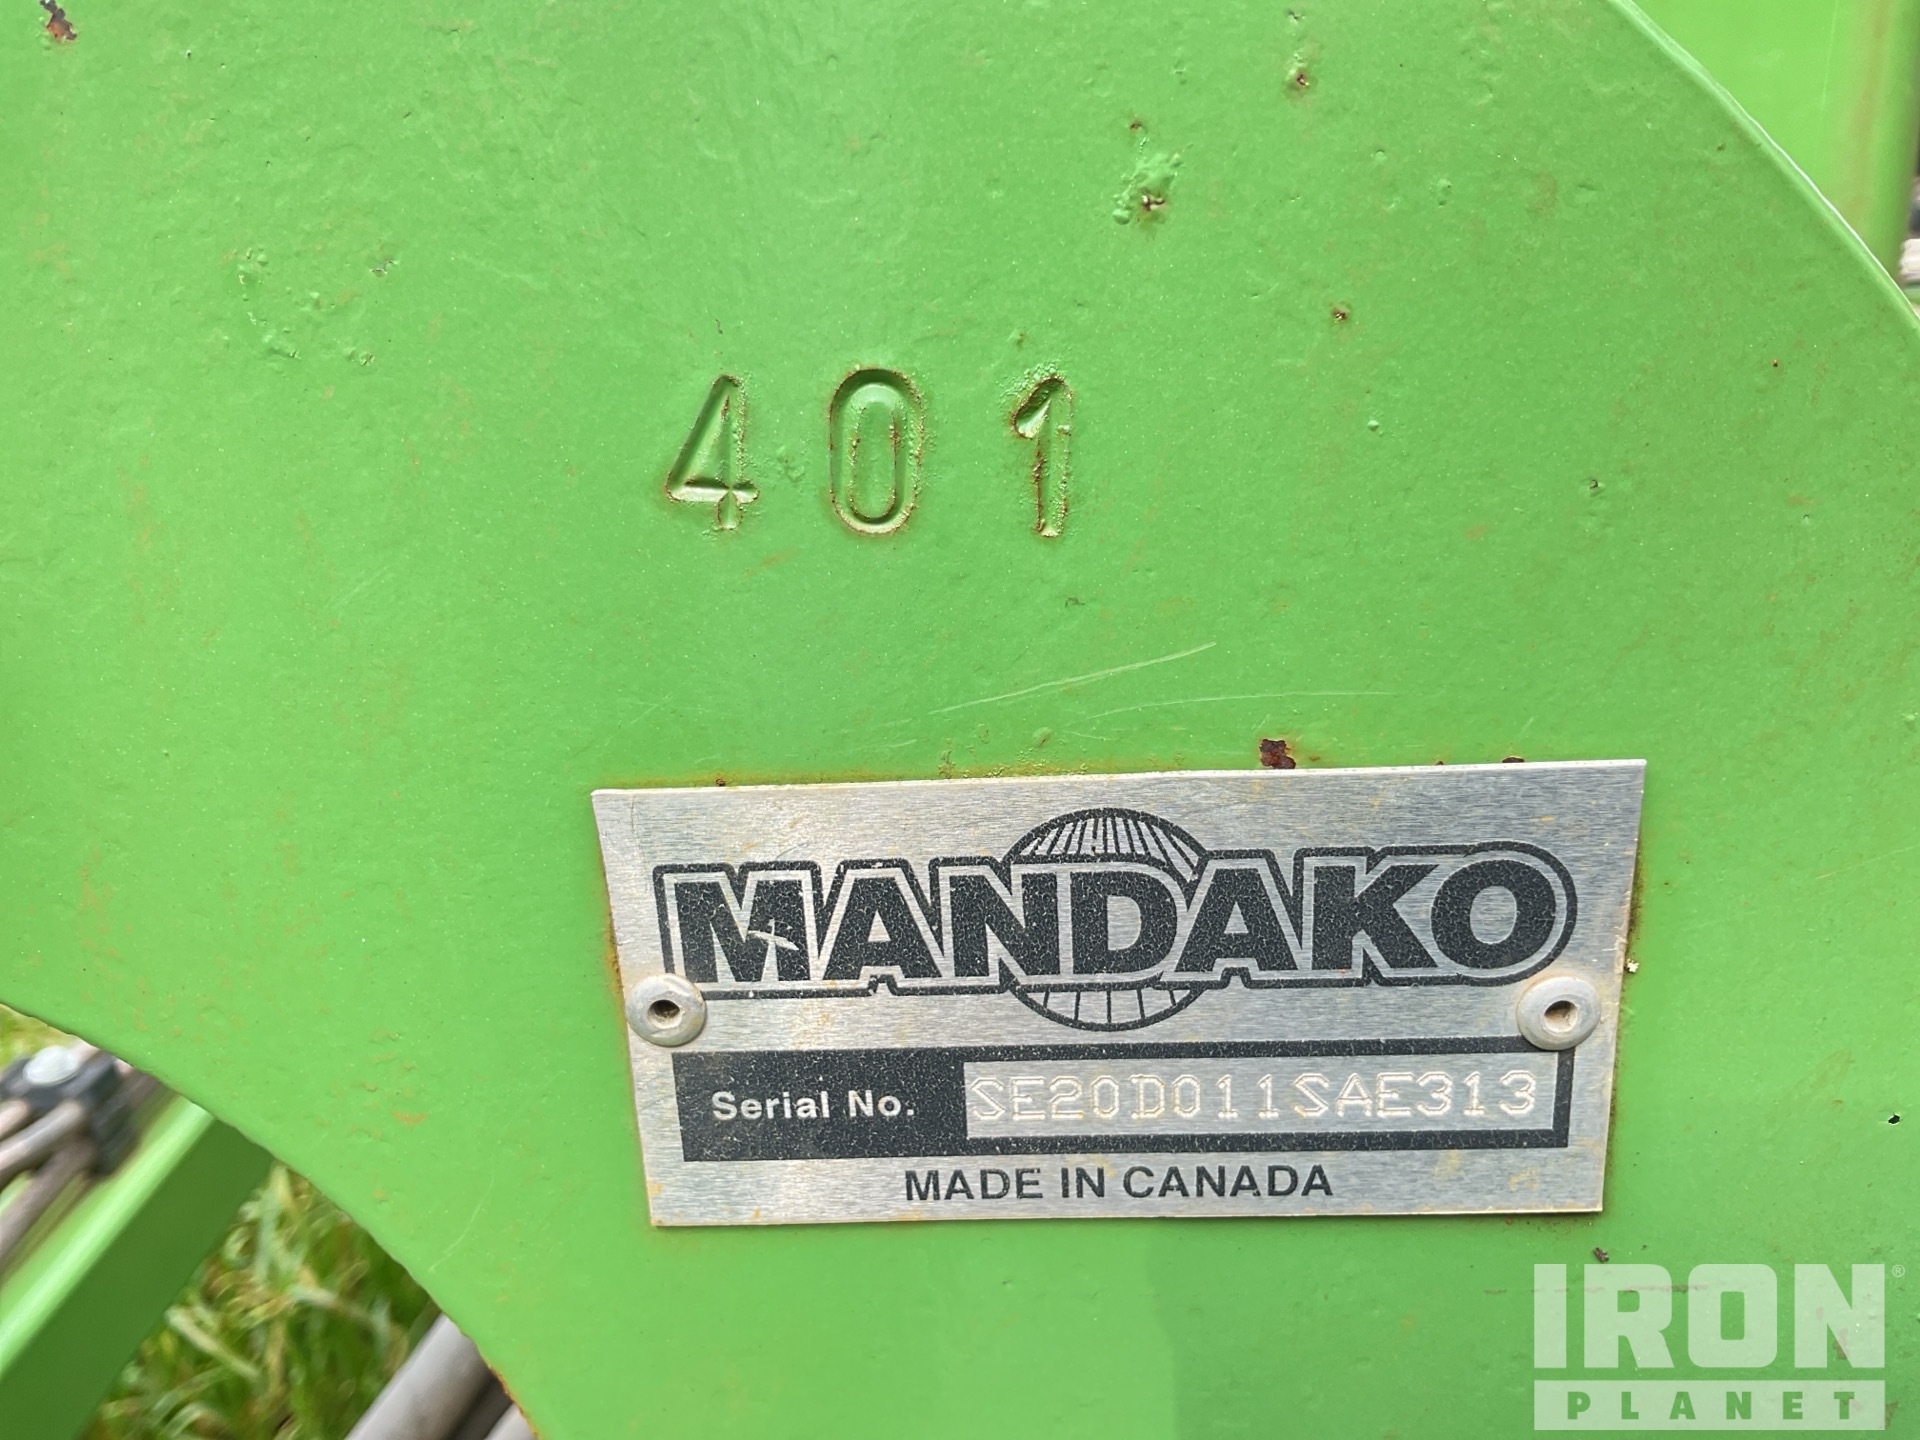 401
MANDAKO
Serial No. SE20D011SAE313
MADE IN CANADA
IRON®
PLANET